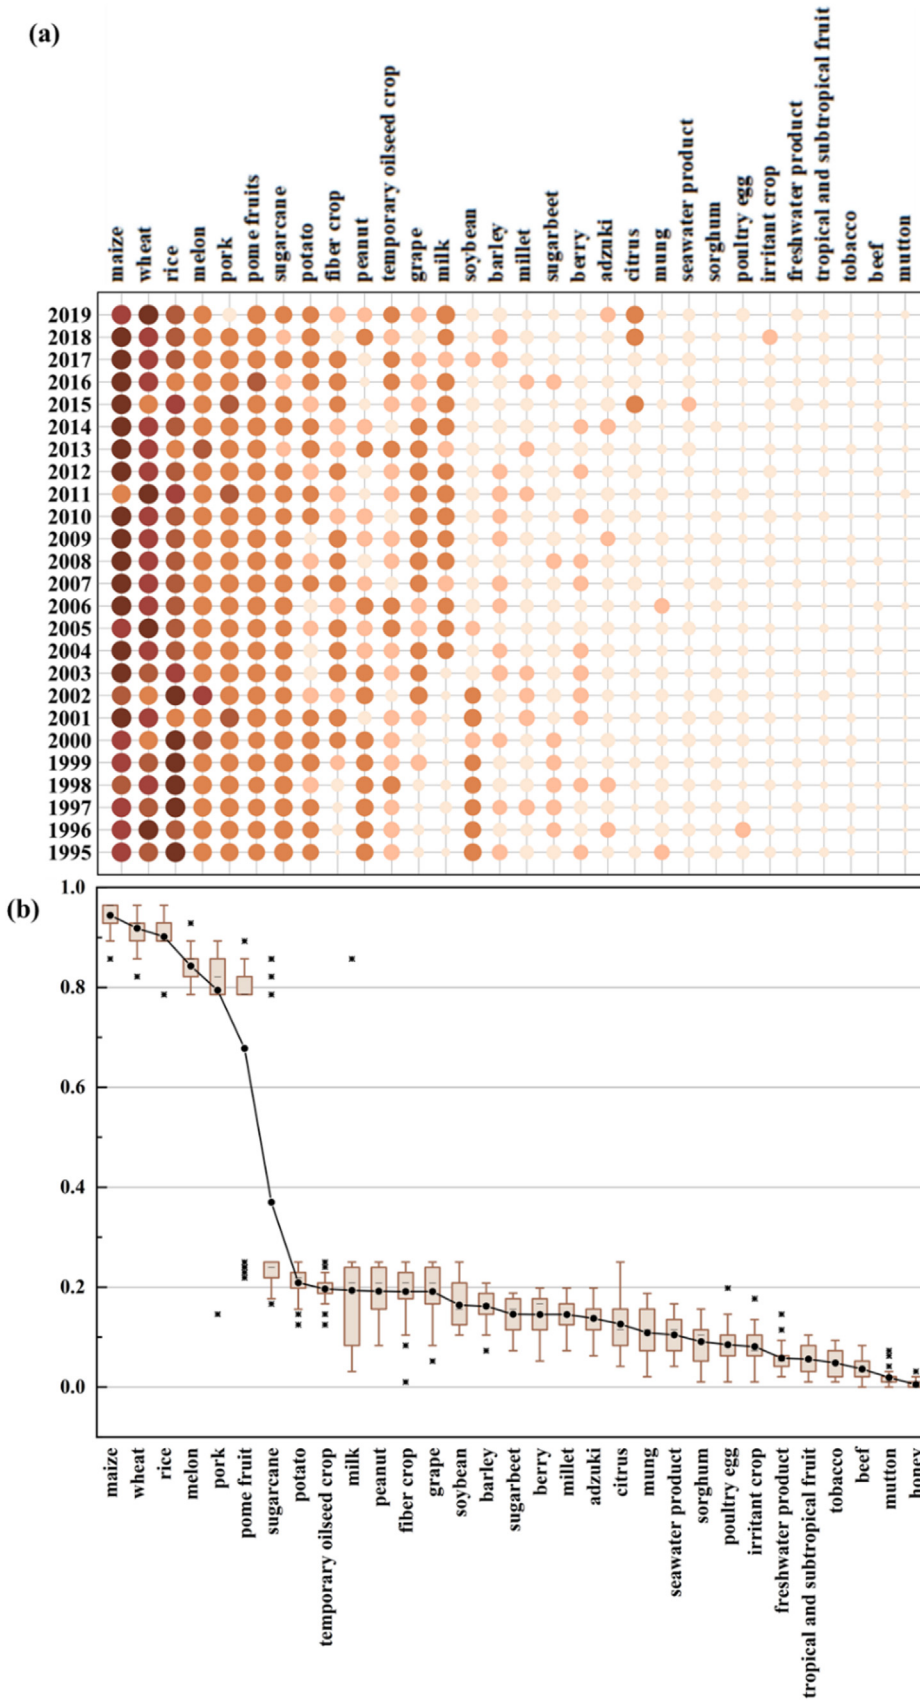 (a)
maize
wheat
rice
melon
pork
pome fruits
sugarcane
potato
fiber crop
peanut
temporary oilseed crop
grape
milk
soybean
barley
millet
sugarbeet
berry
adzuki
citrus
mung
seawater product
sorghum
poultry egg
irritant crop
freshwater product
tropical and subtropical fruit
tobacco
beef
mutton
2019
2018
2017
2016
2015
2014
2013
2012
2011
2010
2009
2008
2007
2006
2005
2004
2003
2002
2001
2000
1999
1998
1997
1996
1995
(b)
1.0
0.8
0.6
0.4
0.2
0.0
maize
wheat
rice
melon
pork
pome fruit
sugarcane
potato
temporary oilseed crop
milk
peanut
fiber crop
grape
soybean
barley
sugarbeet
berry
millet
adzuki
citrus
mung
seawater product
sorghum
poultry egg
irritant crop
freshwater product
tropical and subtropical fruit
tobacco
beef
mutton
honey